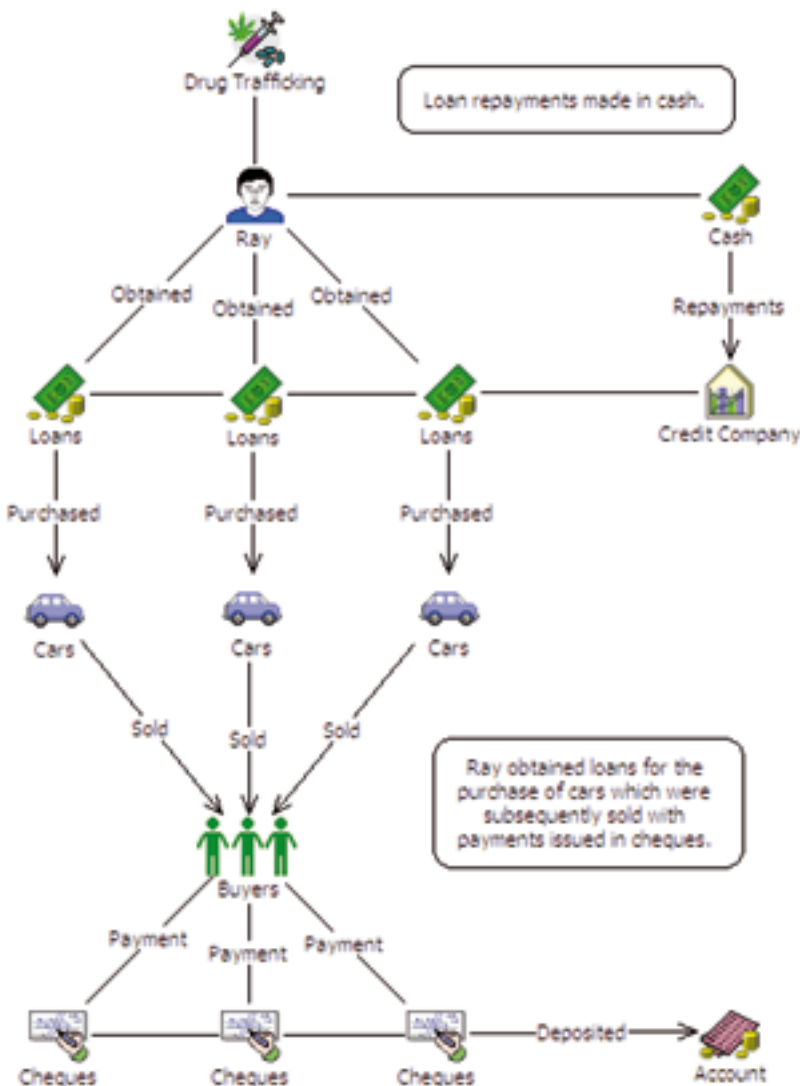 Drug Trafficking
Loan repayments made in cash.
Ray
Cash
Obtained
Obtained
Obtained
Repayments
Loans
Loans
Loans
Credit Company
Purchased
Purchased
Purchased
Cars
Cars
Cars
Sold
Sold
Sold
Ray obtained loans for the
purchase of cars which were
subsequently sold with
payments issued in cheques.
Buyers
Payment
Payment
Payment
Deposited
Cheques
Cheques
Cheques
Account